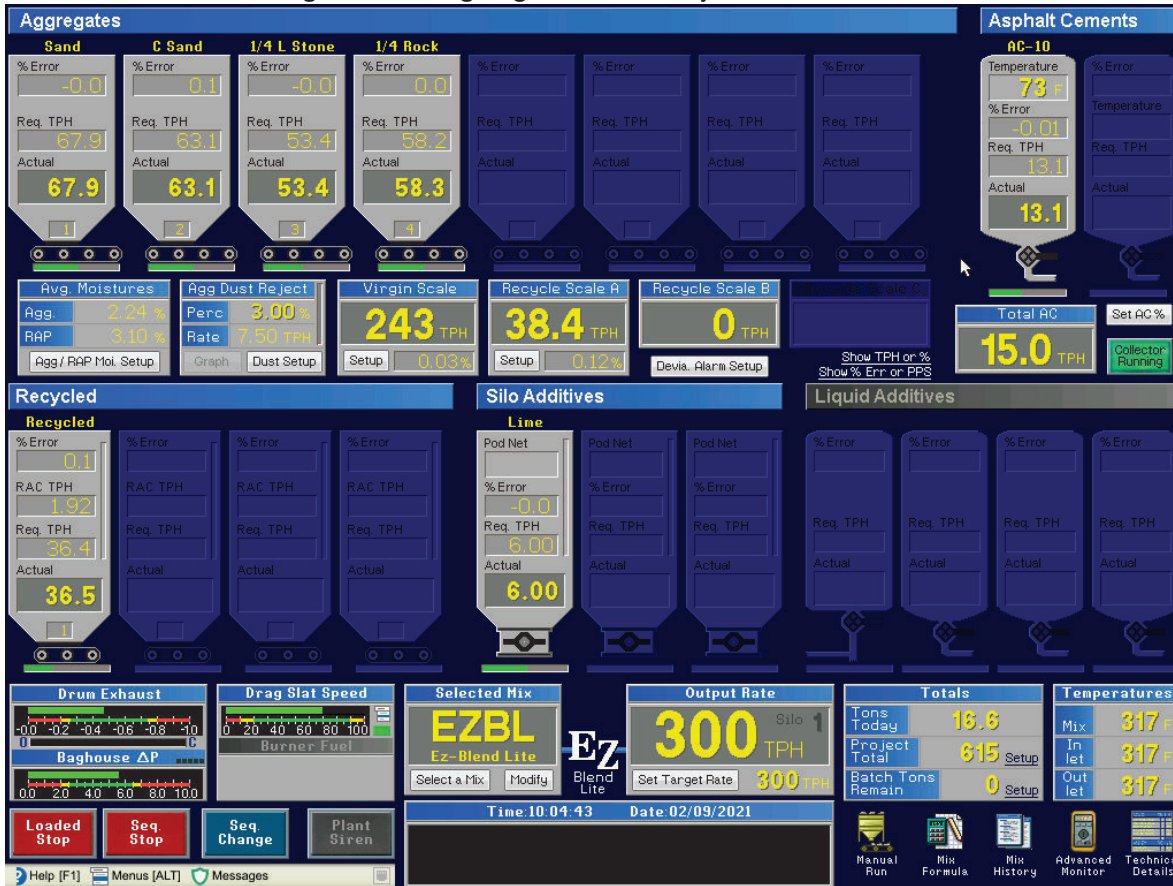 Aggregates
Asphalt Cements
Sand C Sand 1/4 L Stone 1/4 Rock
AC-10
% Error % Error % Error % Error % Error % Error % Error % Error
Temperature % Error
-0.0 0.1 -0.0 0.0
73 F
% Error Temperature
-0.01
Req. TPH Req. TPH Req. TPH Req. TPH Req. TPH Req. TPH Req. TPH Req. TPH
67.9 63.1 53.4 58.2
Req. TPH Req. TPH
13.1
Actual Actual Actual Actual Actual Actual Actual Actual
67.9 63.1 53.4 58.3
Actual Actual
13.1
1 2 3 4
Avg. Moistures
Agg. 2.24 %
RAP 3.10 %
Agg / RAP Moi. Setup
Agg Dust Reject
Perc 3.00 %
Rate 7.50 TPH
Graph Dust Setup
Virgin Scale
243 TPH
Setup 0.03%
Recycle Scale A
38.4 TPH
Setup 0.12%
Recycle Scale B
0 TPH
Devia. Alarm Setup
Show TPH or %
Show % Err or PPS
Total AC
15.0 TPH
Set AC %
Collector
Running
Recycled
Silo Additives
Liquid Additives
Recycled
% Error % Error % Error % Error
0.1
RAC TPH RAC TPH RAC TPH RAC TPH
1.92
Req. TPH Req. TPH Req. TPH Req. TPH
36.4
Actual Actual Actual Actual
36.5
1
Lime
Pod Net Pod Net Pod Net
% Error % Error % Error
-0.0
Req. TPH Req. TPH Req. TPH
6.00
Actual Actual Actual
6.00
% Error % Error % Error % Error
Req. TPH Req. TPH Req. TPH Req. TPH
Actual Actual Actual Actual
Drum Exhaust
-0.0 -0.2 -0.4 -0.6 -0.8 -1.0
0 C
Baghouse ΔP
0.0 2.0 4.0 6.0 8.0 10.0
Drag Slat Speed
0 20 40 60 80 100
Burner Fuel
Selected Mix
EZBL
Ez-Blend Lite
Select a Mix Modify
Ez
Blend
Lite
Output Rate
300 TPH
Silo 1
Set Target Rate 300 TPH
Totals
Tons
Today 16.6
Project
Total 615 Setup
Batch Tons
Remain 0 Setup
Temperatures
Mix 317 F
In
let 317 F
Out
let 317 F
Time:10:04:43 Date:02/09/2021
Loaded
Stop
Seq.
Stop
Seq.
Change
Plant
Siren
Manual
Run
Mix
Formula
Mix
History
Advanced
Monitor
Technic
Details
Help [F1] Menus [ALT] Messages